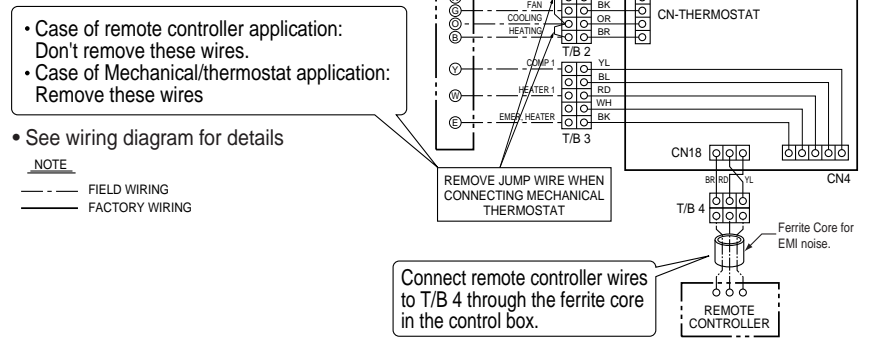 G FAN BK
O COOLING OR
B HEATING BR
CN-THERMOSTAT
T/B 2
• Case of remote controller application:
Don't remove these wires.
• Case of Mechanical/thermostat application:
Remove these wires
Y COMP 1 YL
BL
W HEATER 1 RD
WH
E EMER. HEATER BK
T/B 3
• See wiring diagram for details
NOTE
FIELD WIRING
FACTORY WIRING
REMOVE JUMP WIRE WHEN
CONNECTING MECHANICAL
THERMOSTAT
CN18
CN4
BR RD YL
T/B 4
Ferrite Core for
EMI noise.
Connect remote controller wires
to T/B 4 through the ferrite core
in the control box.
REMOTE
CONTROLLER